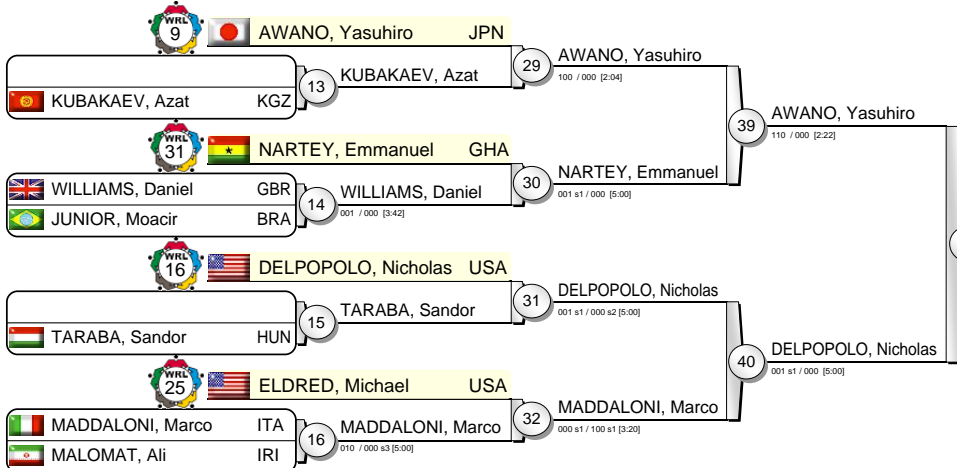 WRL 9 AWANO, Yasuhiro JPN
KUBAKAEV, Azat KGZ
13 KUBAKAEV, Azat
29 AWANO, Yasuhiro
100 / 000 [2:04]
WRL 31 NARTEY, Emmanuel GHA
WILLIAMS, Daniel GBR
JUNIOR, Moacir BRA
14 WILLIAMS, Daniel
001 / 000 [3:42]
30 NARTEY, Emmanuel
001 s1 / 000 [5:00]
39 AWANO, Yasuhiro
110 / 000 [2:22]
WRL 16 DELPOPOLO, Nicholas USA
TARABA, Sandor HUN
15 TARABA, Sandor
31 DELPOPOLO, Nicholas
001 s1 / 000 s2 [5:00]
WRL 25 ELDRED, Michael USA
MADDALONI, Marco ITA
MALOMAT, Ali IRI
16 MADDALONI, Marco
010 / 000 s3 [5:00]
32 MADDALONI, Marco
000 s1 / 100 s1 [3:20]
40 DELPOPOLO, Nicholas
001 s1 / 000 [5:00]